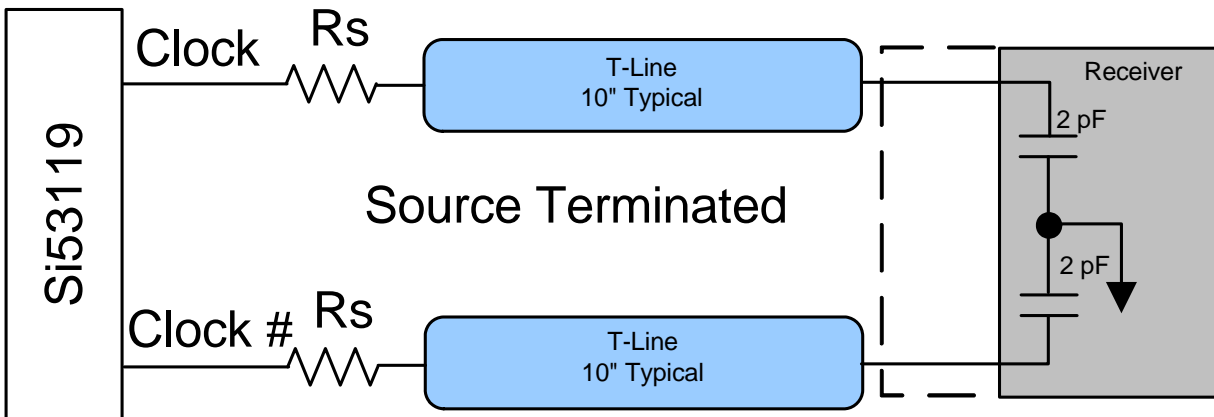 Si53119
Clock
Rs
T-Line
10" Typical
Receiver
2 pF
Source Terminated
2 pF
Clock #
Rs
T-Line
10" Typical